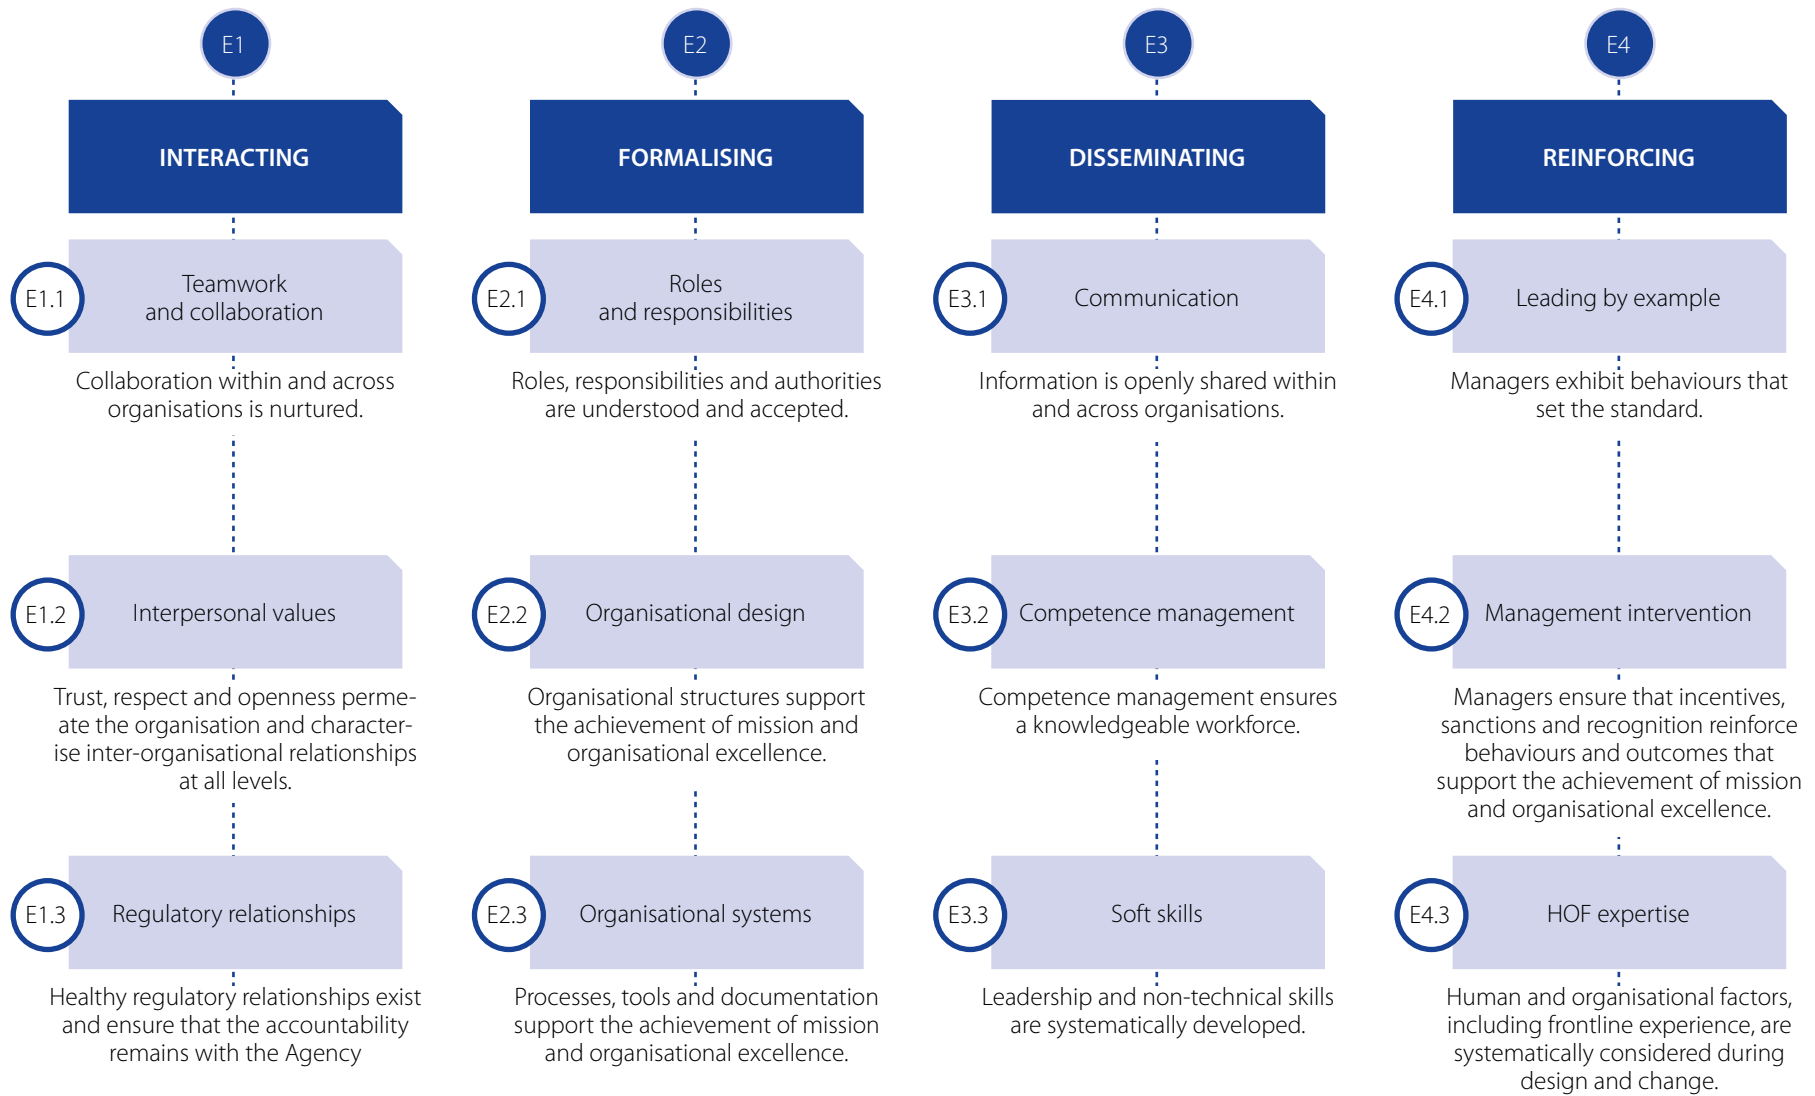 E1
INTERACTING
E1.1
Teamwork
and collaboration
Collaboration within and across
organisations is nurtured.
E1.2
Interpersonal values
Trust, respect and openness perme-
ate the organisation and character-
ise inter-organisational relationships
at all levels.
E1.3
Regulatory relationships
Healthy regulatory relationships exist
and ensure that the accountability
remains with the Agency
E2
FORMALISING
E2.1
Roles
and responsibilities
Roles, responsibilities and authorities
are understood and accepted.
E2.2
Organisational design
Organisational structures support
the achievement of mission and
organisational excellence.
E2.3
Organisational systems
Processes, tools and documentation
support the achievement of mission
and organisational excellence.
E3
DISSEMINATING
E3.1
Communication
Information is openly shared within
and across organisations.
E3.2
Competence management
Competence management ensures
a knowledgeable workforce.
E3.3
Soft skills
Leadership and non-technical skills
are systematically developed.
E4
REINFORCING
E4.1
Leading by example
Managers exhibit behaviours that
set the standard.
E4.2
Management intervention
Managers ensure that incentives,
sanctions and recognition reinforce
behaviours and outcomes that
support the achievement of mission
and organisational excellence.
E4.3
HOF expertise
Human and organisational factors,
including frontline experience, are
systematically considered during
design and change.